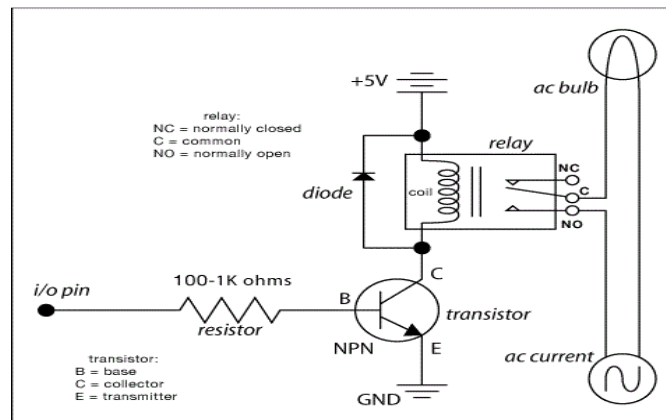 +5V
ac bulb
relay:
NC = normally closed
C = common
NO = normally open
relay
NC
diode
coil
C
NO
100-1K ohms
C
i/o pin
B
resistor
transistor
NPN
E
ac current
transistor:
B = base
C = collector
E = transmitter
GND